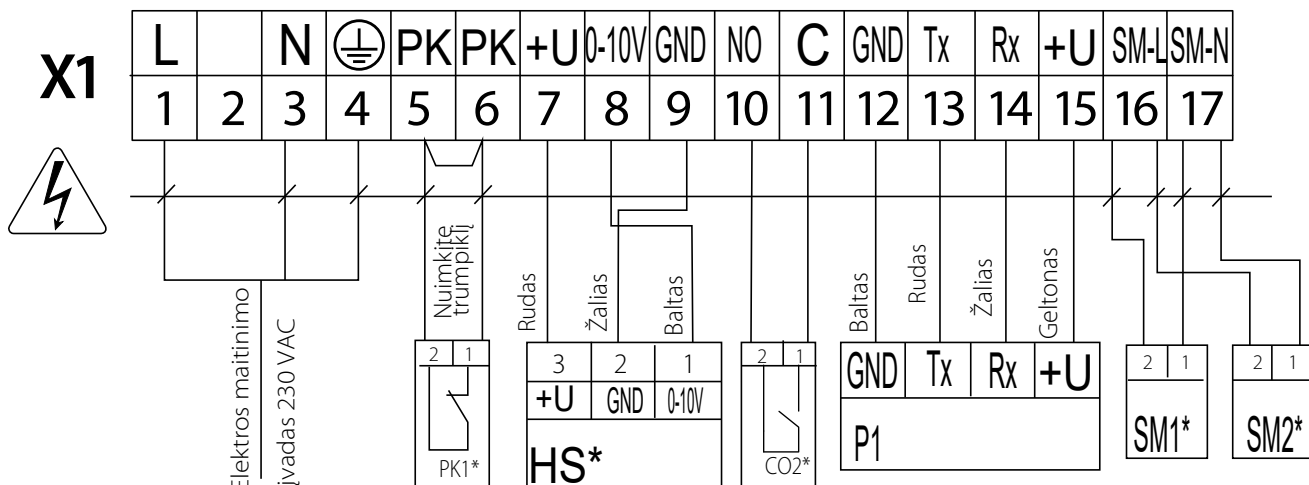 X1
L N PK PK +U 0-10V GND NO C GND Tx Rx +U SM-L SM-N
1 2 3 4 5 6 7 8 9 10 11 12 13 14 15 16 17
Elektros maitinimo
įvadas 230 VAC
Nuimkite
trumpiklį
Rudas
Žalias
Baltas
Baltas
Rudas
Žalias
Geltonas
2 1
PK1*
3 2 1
+U GND 0-10V
HS*
2 1
CO2*
GND Tx Rx +U
P1
2 1
SM1*
2 1
SM2*